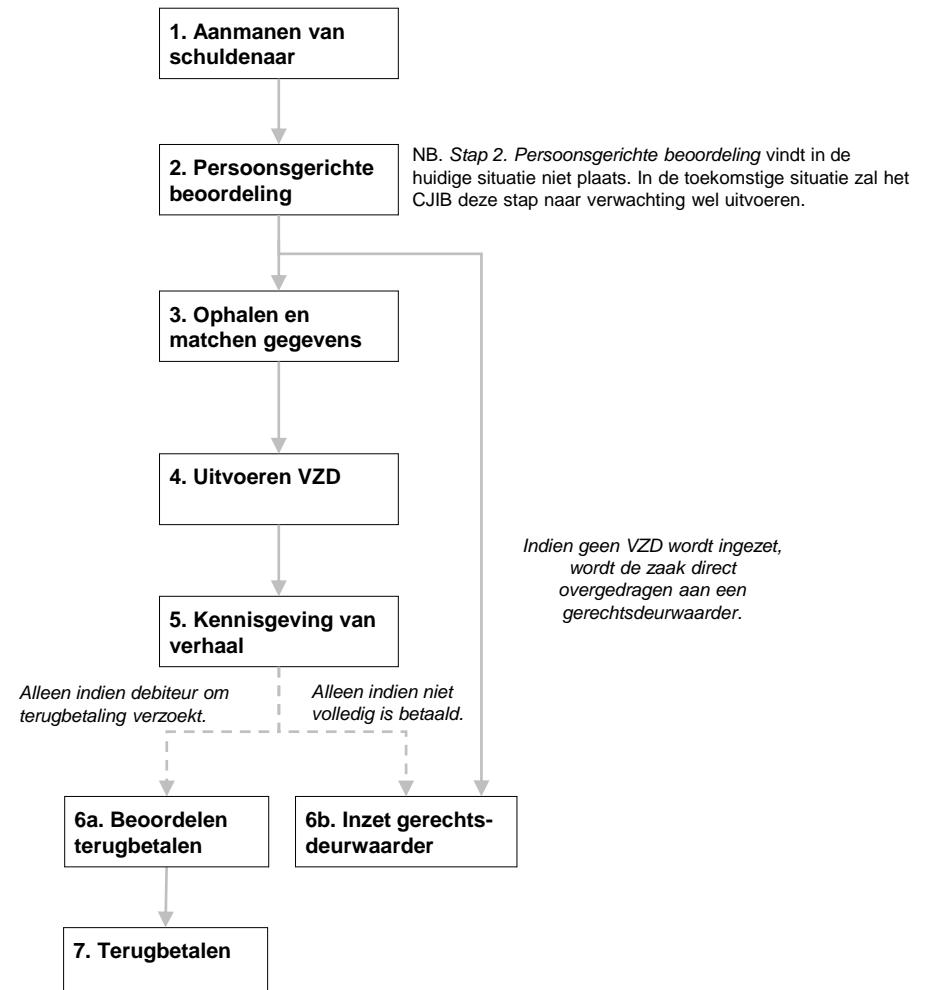 1. Aanmanen van
schuldenaar
2. Persoonsgerichte
beoordeling
NB. Stap 2. Persoonsgerichte beoordeling vindt in de
huidige situatie niet plaats. In de toekomstige situatie zal het
CJIB deze stap naar verwachting wel uitvoeren.
3. Ophalen en
matchen gegevens
4. Uitvoeren VZD
Indien geen VZD wordt ingezet,
wordt de zaak direct
overgedragen aan een
gerechtsdeurwaarder.
5. Kennisgeving van
verhaal
Alleen indien debiteur om
terugbetaling verzoekt.
Alleen indien niet
volledig is betaald.
6a. Beoordelen
terugbetalen
6b. Inzet gerechts-
deurwaarder
7. Terugbetalen